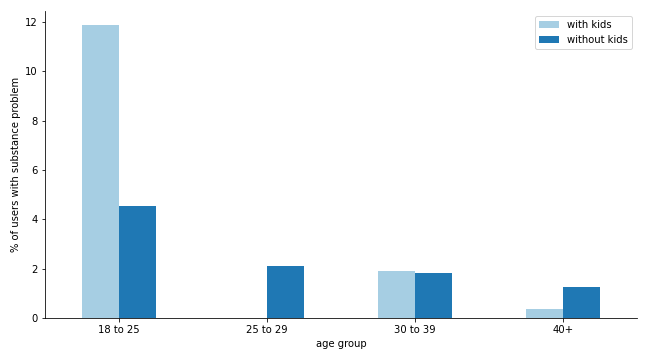 with kids
without kids
% of users with substance problem
12
10
8
6
4
2
0
18 to 25
25 to 29
30 to 39
40+
age group